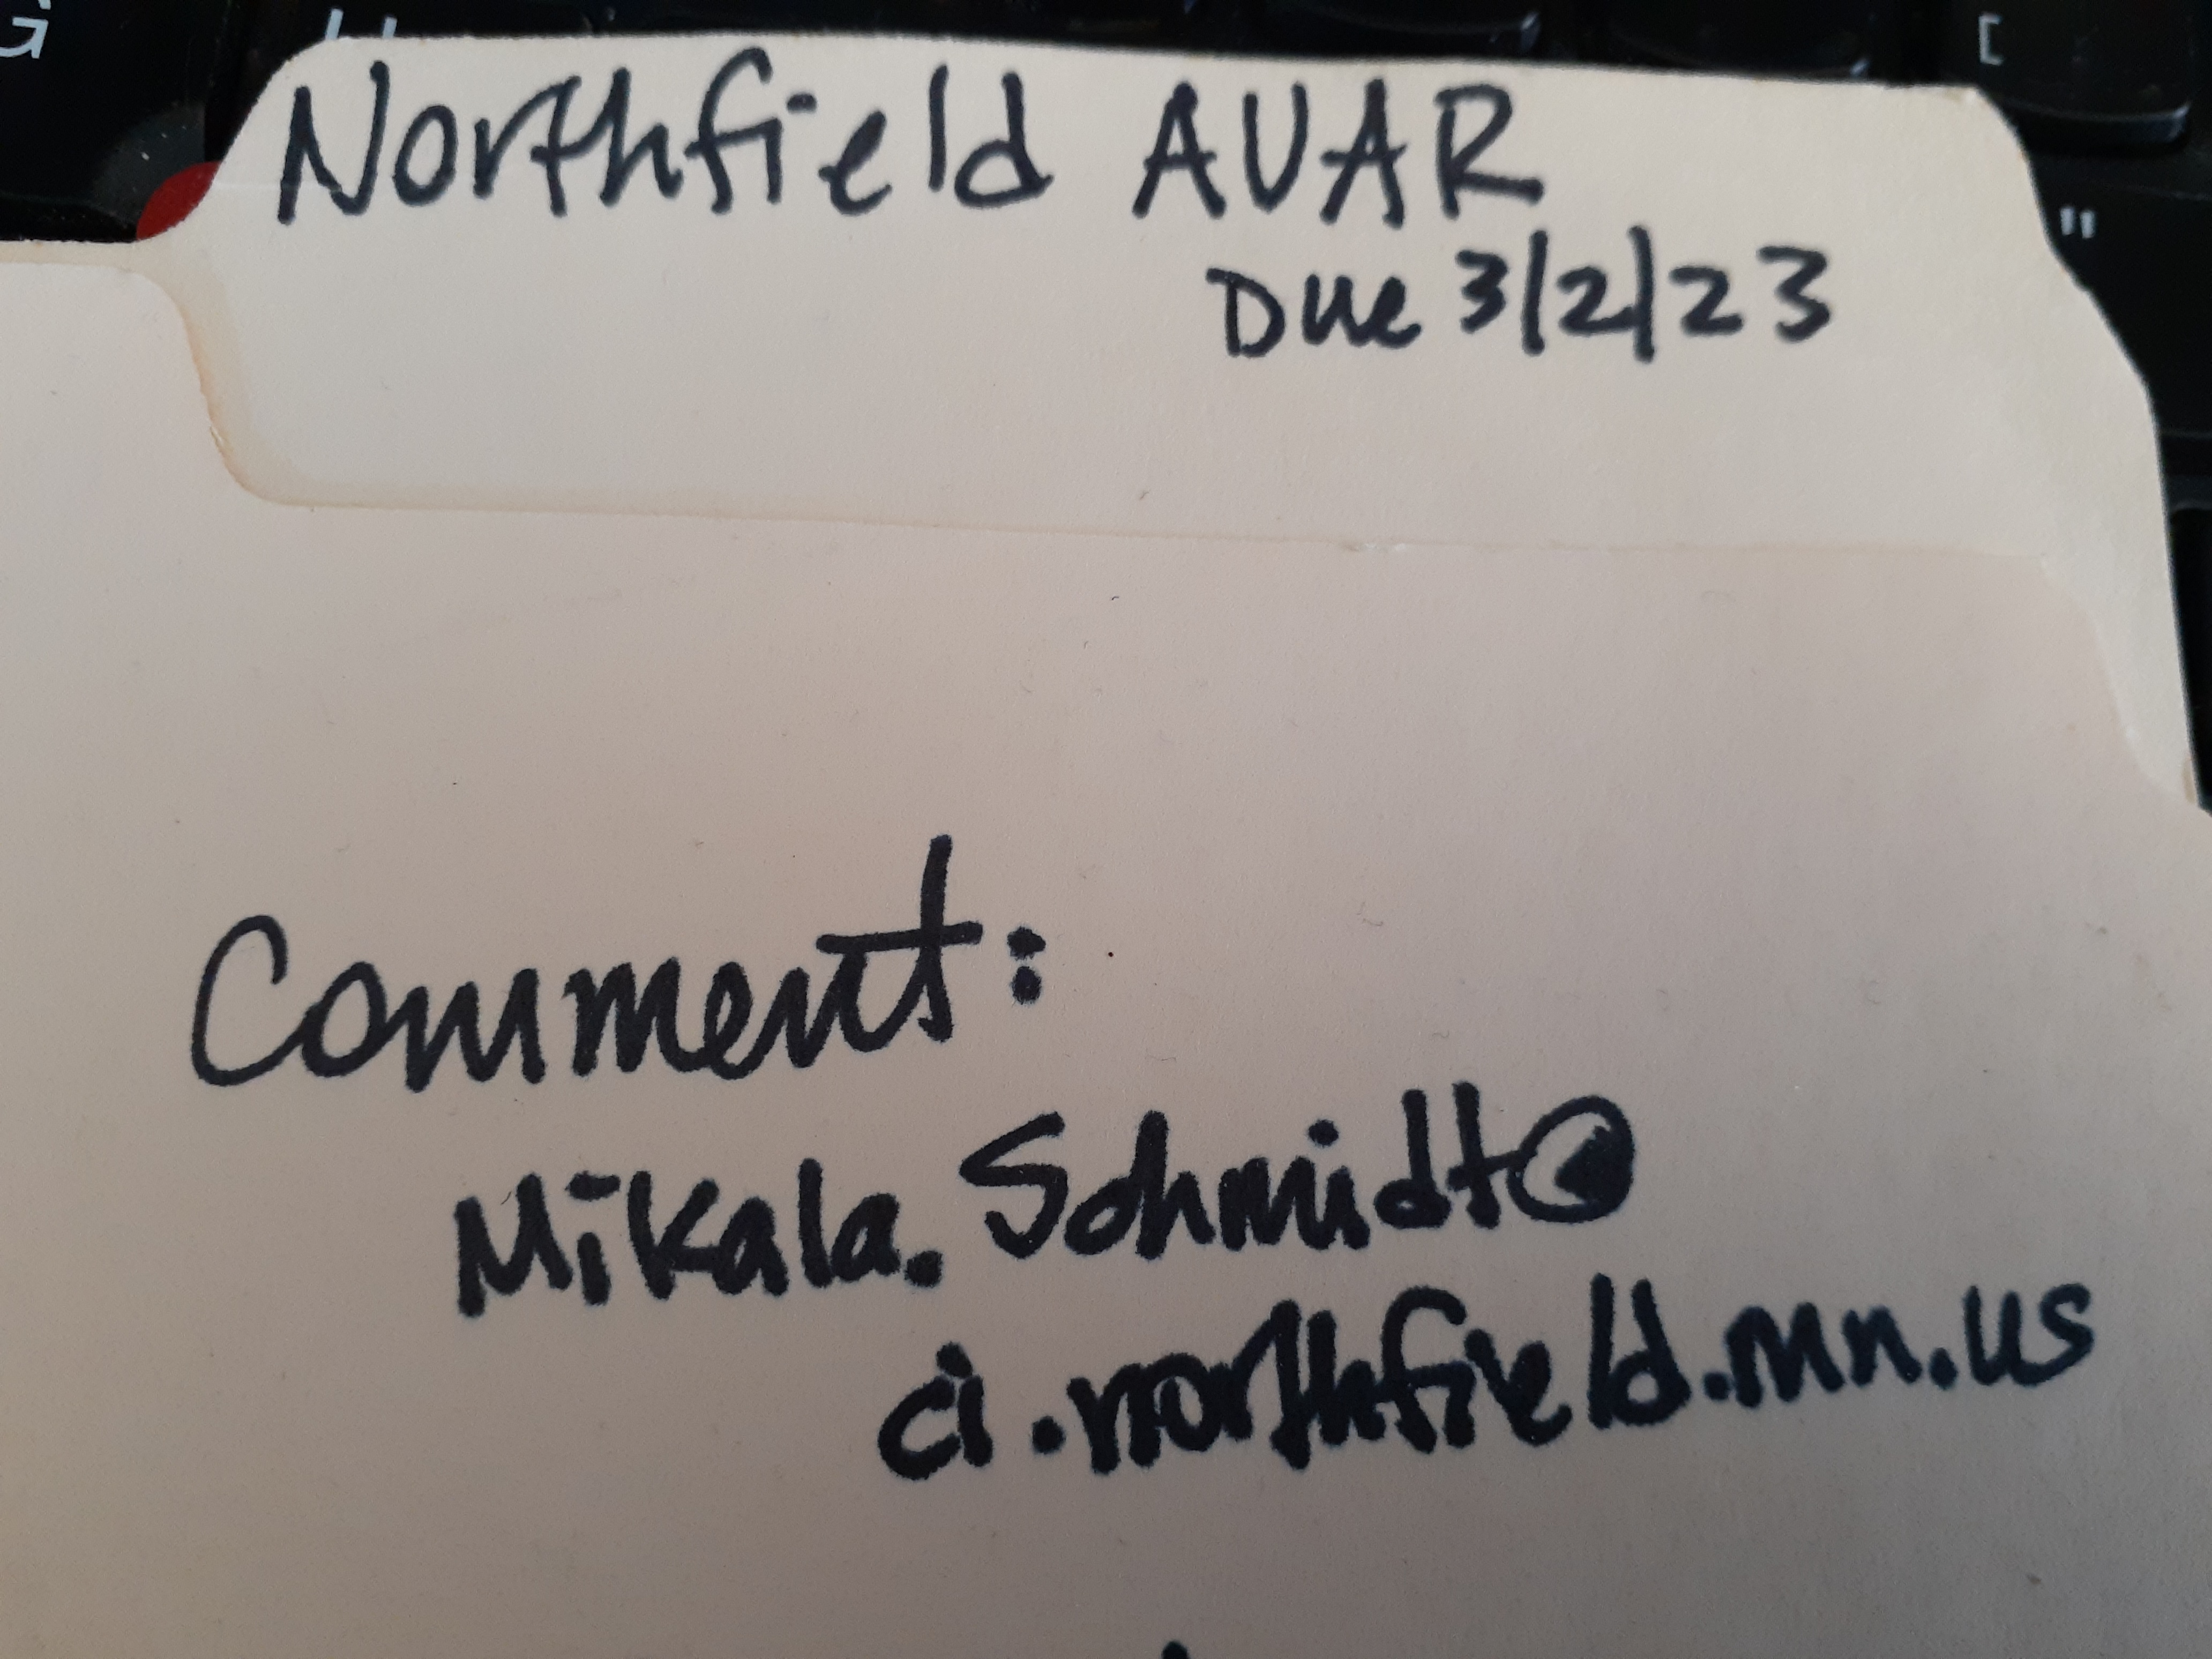 G
[
"
Northfield AUAR
Due 3/2/23
Comment:
Mikala.Schmidt@
ci.northfield.mn.us